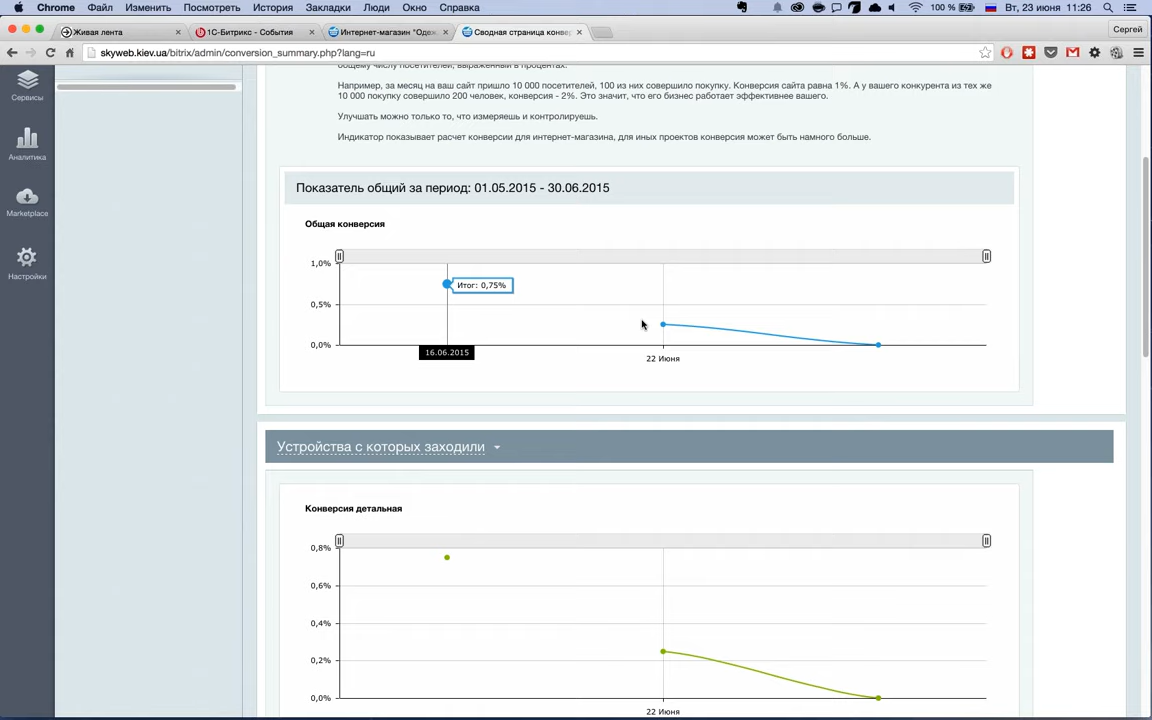 Chrome Файл Изменить Посмотреть История Закладки Люди Окно Справка 100 % Вт, 23 июня 11:26
Живая лента 1С-Битрикс - События Интернет-магазин "Одеж Сводная страница конвер Сергей
skyweb.kiev.ua/bitrix/admin/conversion_summary.php?lang=ru
общему числу посетителей, выраженный в процентах.
Сервисы
Например, за месяц на ваш сайт пришло 10 000 посетителей, 100 из них совершило покупку. Конверсия сайта равна 1%. А у вашего конкурента из тех же
10 000 покупку совершило 200 человек, конверсия - 2%. Это значит, что его бизнес работает эффективнее вашего.
Улучшать можно только то, что измеряешь и контролируешь.
Индикатор показывает расчет конверсии для интернет-магазина, для иных проектов конверсия может быть намного больше.
Аналитика
Показатель общий за период: 01.05.2015 - 30.06.2015
Marketplace
Общая конверсия
1,0%
Настройки
Итог: 0,75%
0,5%
0,0%
16.06.2015
22 Июня
Устройства с которых заходили
Конверсия детальная
0,8%
0,6%
0,4%
0,2%
0,0%
22 Июня